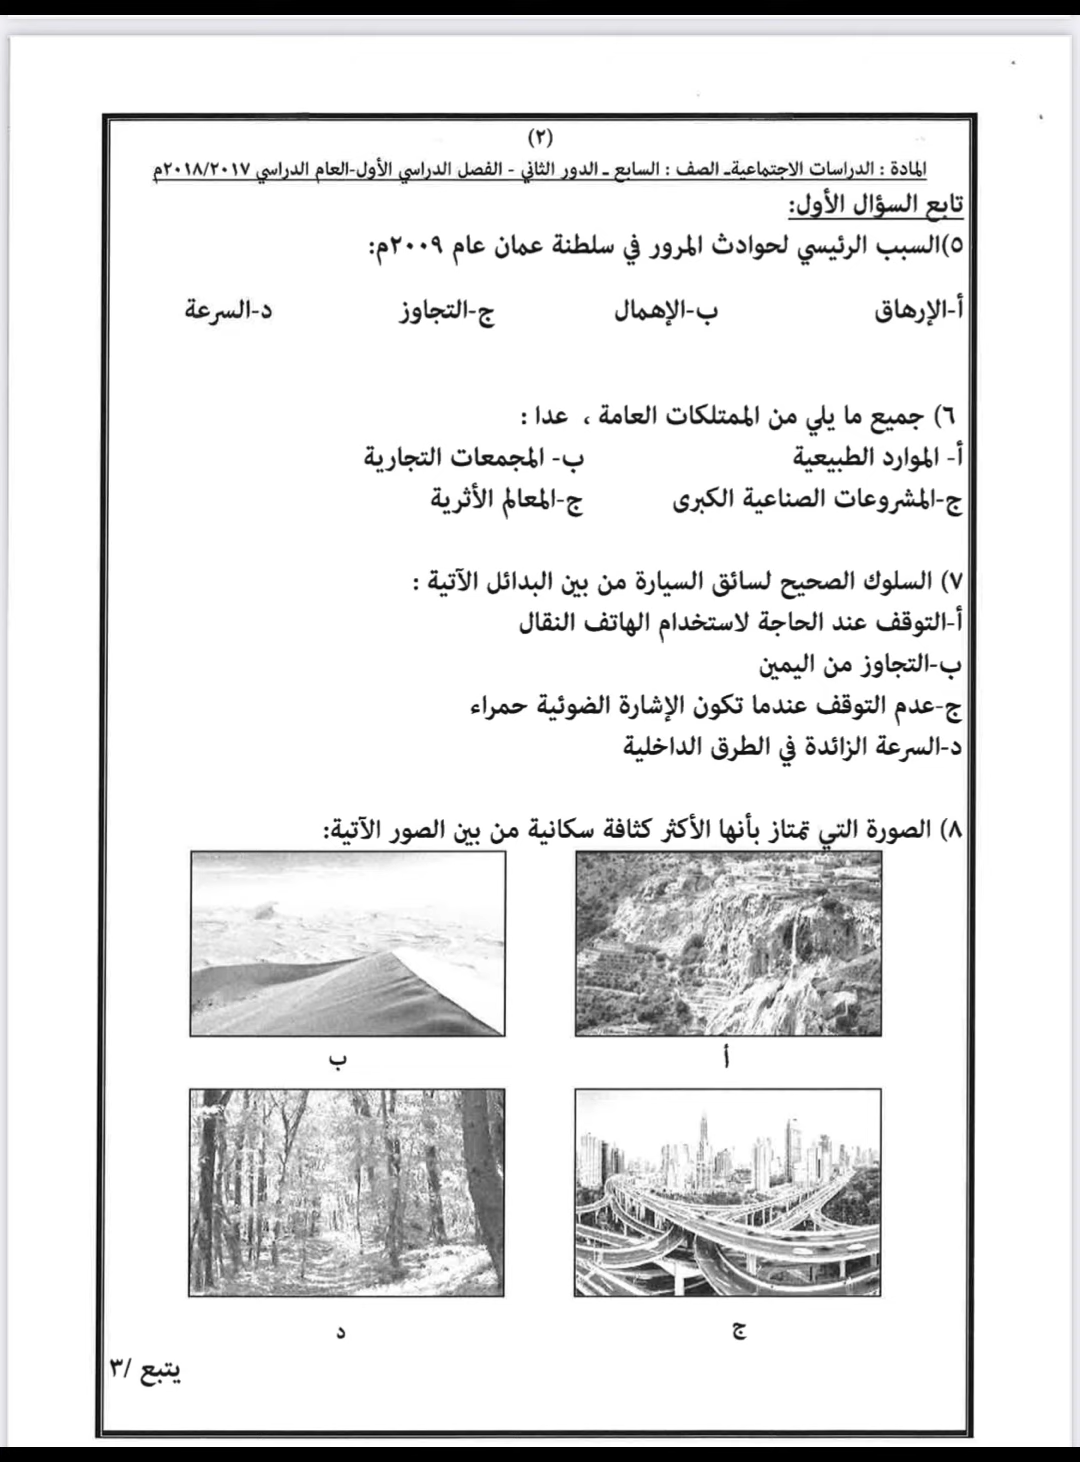 (٢)
المادة : الدراسات الاجتماعيةـ الصف : السابع ـ الدور الثاني - الفصل الدراسي الأول-العام الدراسي ٢٠١٨/٢٠١٧م
تابع السؤال الأول:
٥)السبب الرئيسي لحوادث المرور في سلطنة عمان عام ٢٠٠٩م:
أ-الإرهاق ب-الإهمال ج-التجاوز د-السرعة
٦) جميع ما يلي من الممتلكات العامة ، عدا :
أ- الموارد الطبيعية ب- المجمعات التجارية
ج-المشروعات الصناعية الكبرى ج-المعالم الأثرية
٧) السلوك الصحيح لسائق السيارة من بين البدائل الآتية :
أ-التوقف عند الحاجة لاستخدام الهاتف النقال
ب-التجاوز من اليمين
ج-عدم التوقف عندما تكون الإشارة الضوئية حمراء
د-السرعة الزائدة في الطرق الداخلية
٨) الصورة التي تمتاز بأنها الأكثر كثافة سكانية من بين الصور الآتية:
أ ب
ج د
يتبع /٣